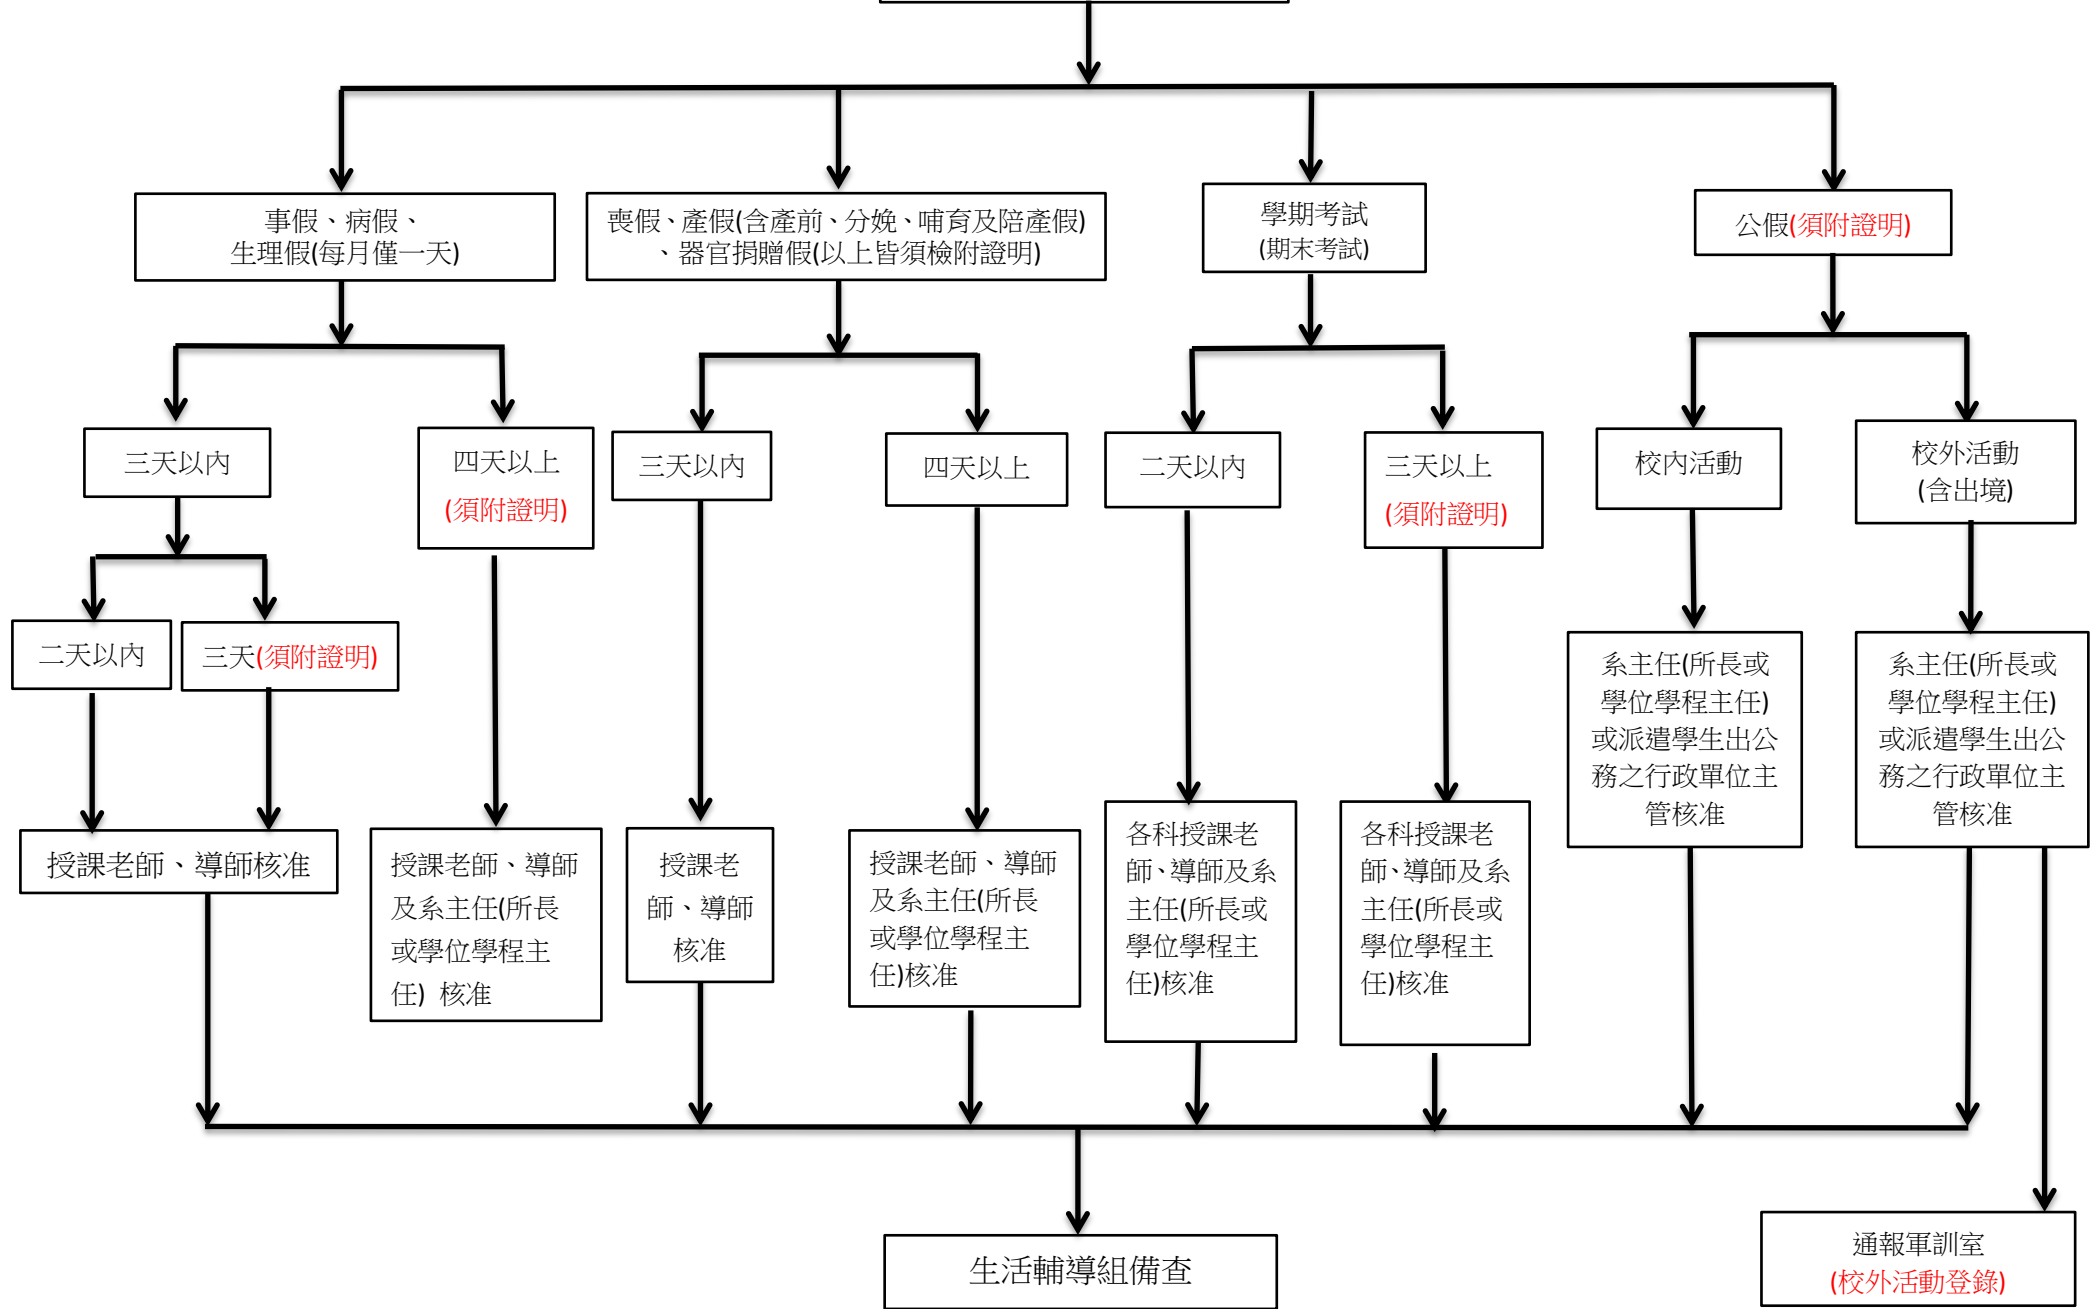 事假、病假、
生理假(每月僅一天)
喪假、產假(含產前、分娩、哺育及陪產假)
、器官捐贈假(以上皆須檢附證明)
學期考試
(期末考試)
公假(須附證明)
三天以內
四天以上
(須附證明)
三天以內
四天以上
二天以內
三天以上
(須附證明)
校內活動
校外活動
(含出境)
二天以內
三天(須附證明)
授課老師、導師核准
授課老師、導師
及系主任(所長
或學位學程主
任) 核准
授課老
師、導師
核准
授課老師、導師
及系主任(所長
或學位學程主
任)核准
各科授課老
師、導師及系
主任(所長或
學位學程主
任)核准
各科授課老
師、導師及系
主任(所長或
學位學程主
任)核准
系主任(所長或
學位學程主任)
或派遣學生出公
務之行政單位主
管核准
系主任(所長或
學位學程主任)
或派遣學生出公
務之行政單位主
管核准
生活輔導組備查
通報軍訓室
(校外活動登錄)